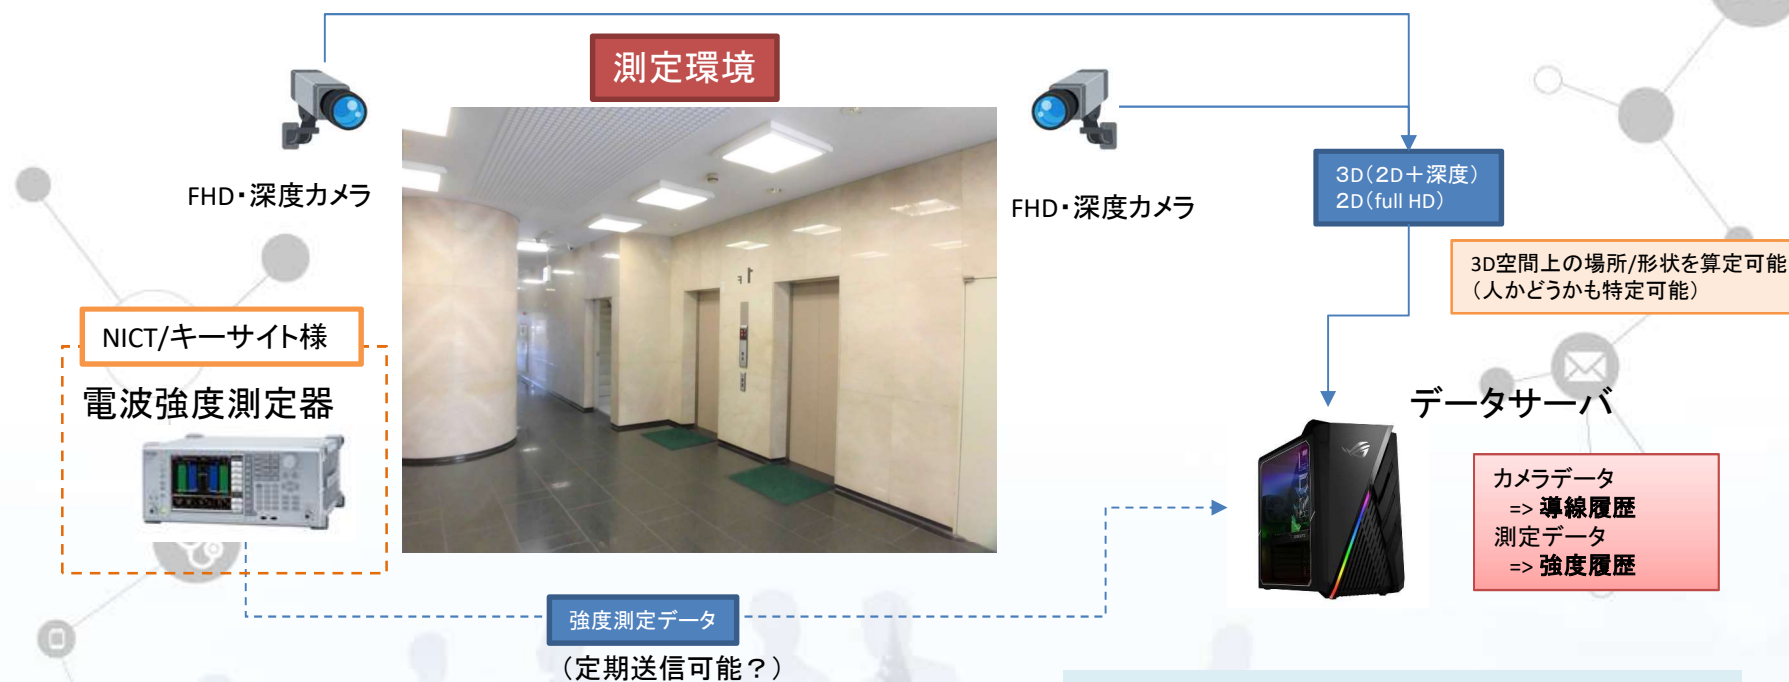 測定環境
FHD・深度カメラ
FHD・深度カメラ
3D(2D+深度)
2D(full HD)
3D空間上の場所/形状を算定可能
(人かどうかも特定可能)
NICT/キーサイト様
電波強度測定器
データサーバ
カメラデータ
=> 導線履歴
測定データ
=> 強度履歴
強度測定データ
(定期送信可能?)